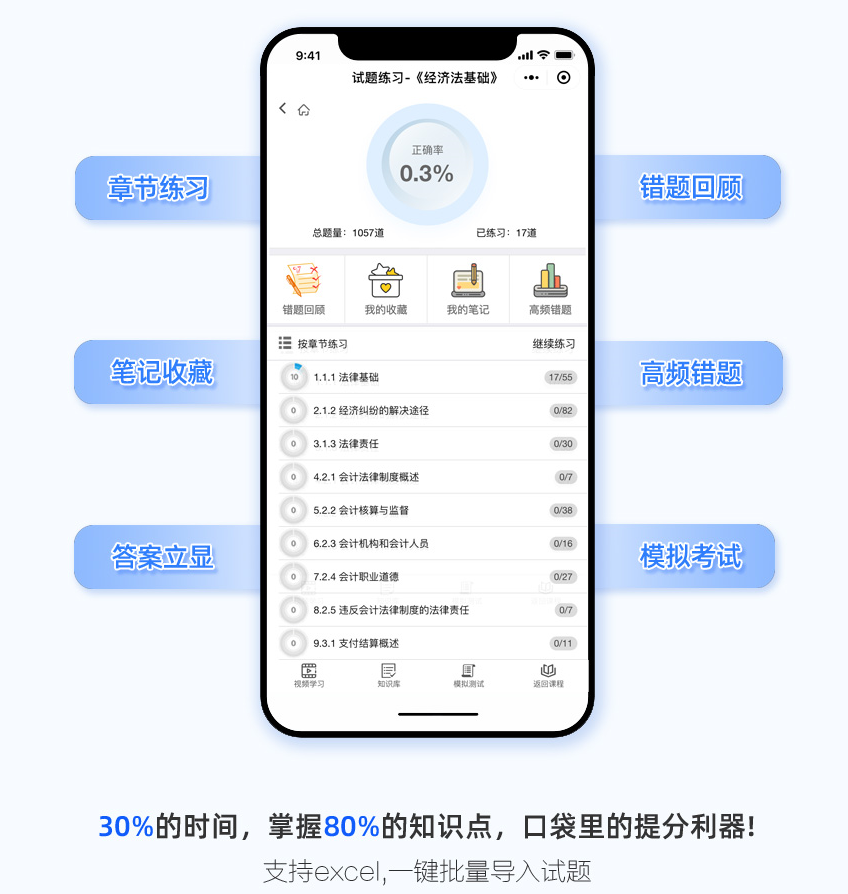 9:41
试题练习-《经济法基础》
正确率
0.3%
总题量：1057道
已练习：17道
章节练习
错题回顾
错题回顾
我的收藏
我的笔记
高频错题
按章节练习
继续练习
笔记收藏
高频错题
10
1.1.1 法律基础
17/55
0
2.1.2 经济纠纷的解决途径
0/82
0
3.1.3 法律责任
0/30
0
4.2.1 会计法律制度概述
0/7
0
5.2.2 会计核算与监督
0/38
答案立显
模拟考试
0
6.2.3 会计机构和会计人员
0/16
0
7.2.4 会计职业道德
0/27
0
8.2.5 违反会计法律制度的法律责任
0/7
0
9.3.1 支付结算概述
0/11
视频学习
知识库
模拟测试
返回课程
30%的时间，掌握80%的知识点，口袋里的提分利器!
支持excel,一键批量导入试题